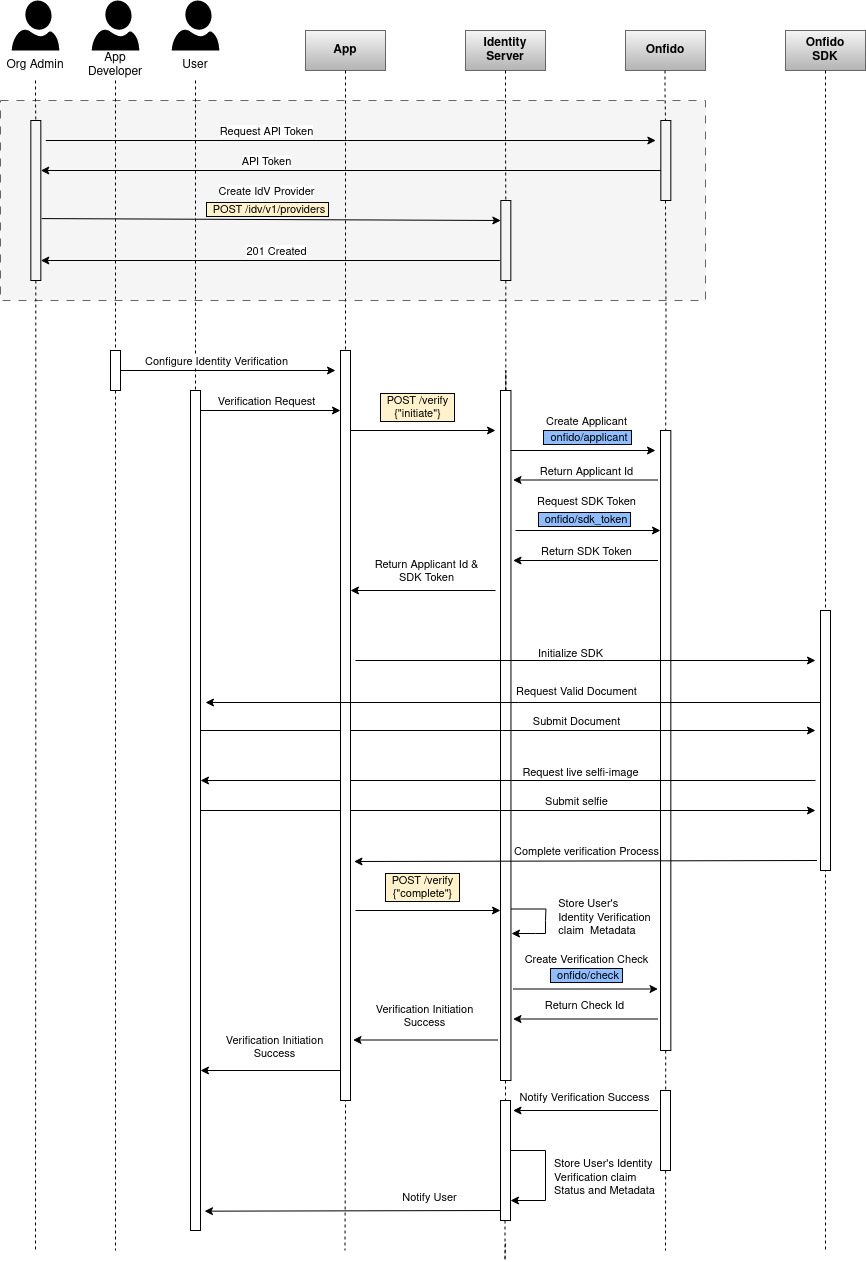 Org Admin
App
Developer
User
App
Identity
Server
Onfido
Onfido
SDK
Request API Token
API Token
Create IdV Provider
POST /idv/v1/providers
201 Created
Configure Identity Verification
Verification Request
POST /verify
{"initiate"}
Create Applicant
onfido/applicant
Return Applicant Id
Request SDK Token
onfido/sdk_token
Return SDK Token
Return Applicant Id &
SDK Token
Initialize SDK
Request Valid Document
Submit Document
Request live selfi-image
Submit selfie
Complete verification Process
POST /verify
{"complete"}
Store User's
Identity Verification
claim Metadata
Create Verification Check
onfido/check
Return Check Id
Verification Initiation
Success
Verification Initiation
Success
Notify Verification Success
Store User's Identity
Verification claim
Status and Metadata
Notify User